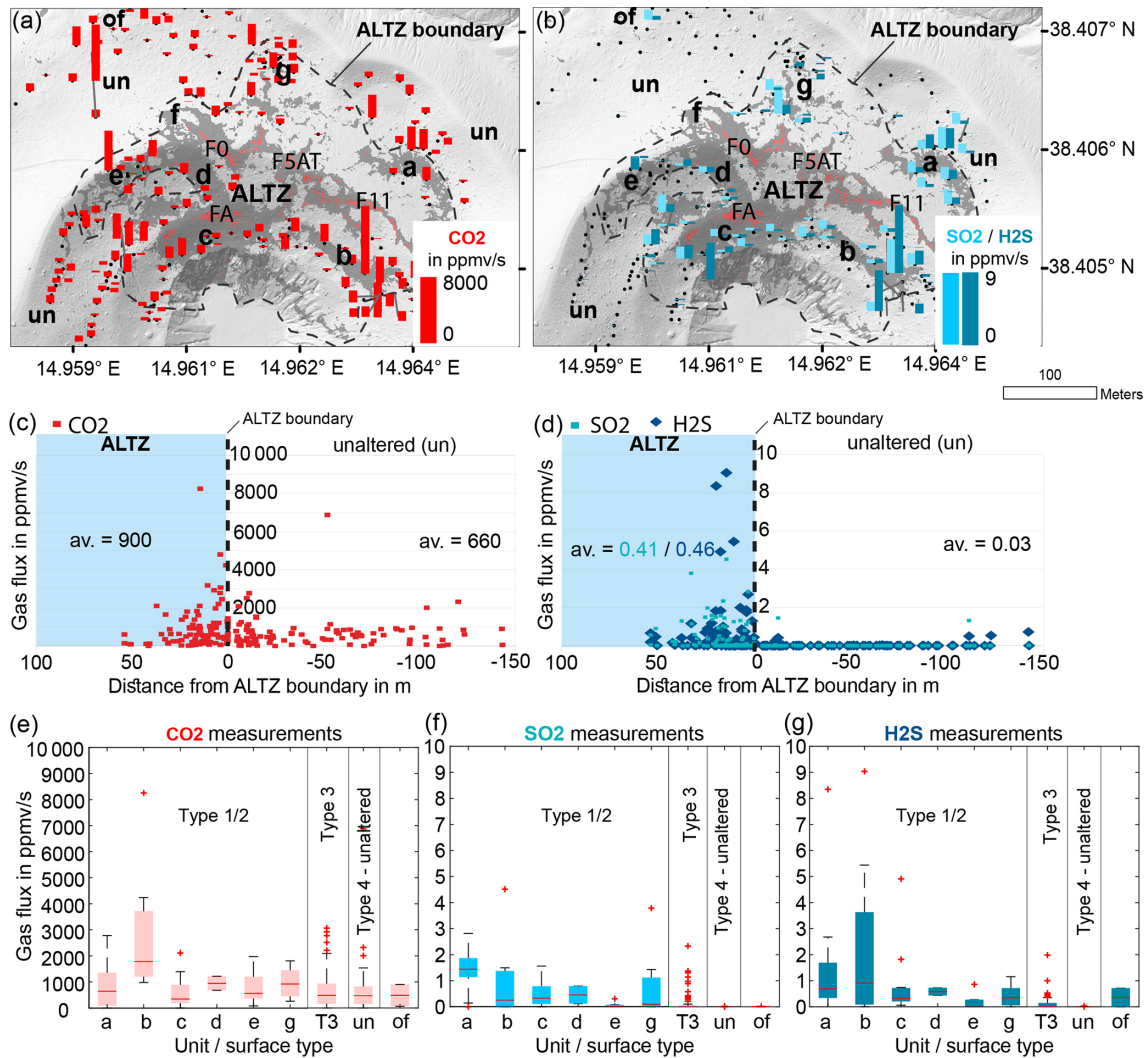 (a)
of
un
ALTZ boundary
g
f
un
F0
F5AT
a
e
d
ALTZ
F11
FA
c
b
un
CO2
in ppmv/s
8000
0
14.959° E
14.961° E
14.962° E
14.964° E
(b)
of
un
ALTZ boundary
38.407° N
g
f
F0
F5AT
a
un
38.406° N
e
d
ALTZ
F11
FA
c
b
un
SO2 / H2S
in ppmv/s
9
0
38.405° N
14.959° E
14.961° E
14.962° E
14.964° E
100
Meters
(c)
CO2
ALTZ boundary
ALTZ
unaltered (un)
10 000
8000
6000
4000
2000
av. = 900
av. = 660
Gas flux in ppmv/s
100
50
0
-50
-100
-150
Distance from ALTZ boundary in m
(d)
SO2
H2S
ALTZ boundary
ALTZ
unaltered (un)
10
8
6
4
2
av. = 0.41 / 0.46
av. = 0.03
Gas flux in ppmv/s
100
50
0
-50
-100
-150
Distance from ALTZ boundary in m
(e)
CO2 measurements
10 000
9000
8000
7000
6000
5000
4000
3000
2000
1000
0
Gas flux in ppmv/s
Type 1/2
Type 3
Type 4 - unaltered
a b c d e g T3 un of
Unit / surface type
(f)
SO2 measurements
10
9
8
7
6
5
4
3
2
1
0
Type 1/2
Type 3
Type 4 - unaltered
a b c d e g T3 un of
Unit / surface type
(g)
H2S measurements
10
9
8
7
6
5
4
3
2
1
0
Type 1/2
Type 3
Type 4 - unaltered
a b c d e g T3 un of
Unit / surface type